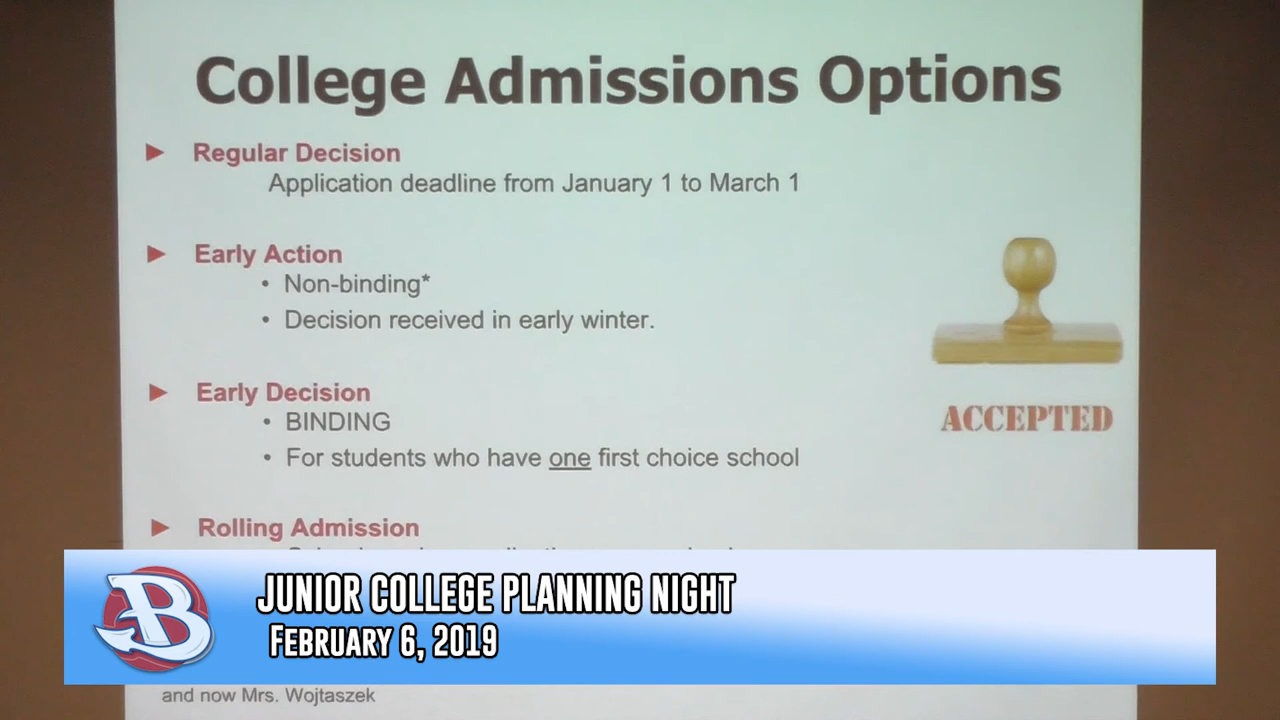 College Admissions Options
► Regular Decision
Application deadline from January 1 to March 1
► Early Action
• Non-binding*
• Decision received in early winter.
► Early Decision
• BINDING
• For students who have one first choice school
ACCEPTED
► Rolling Admission
B
JUNIOR COLLEGE PLANNING NIGHT
FEBRUARY 6, 2019
and now Mrs. Wojtaszek